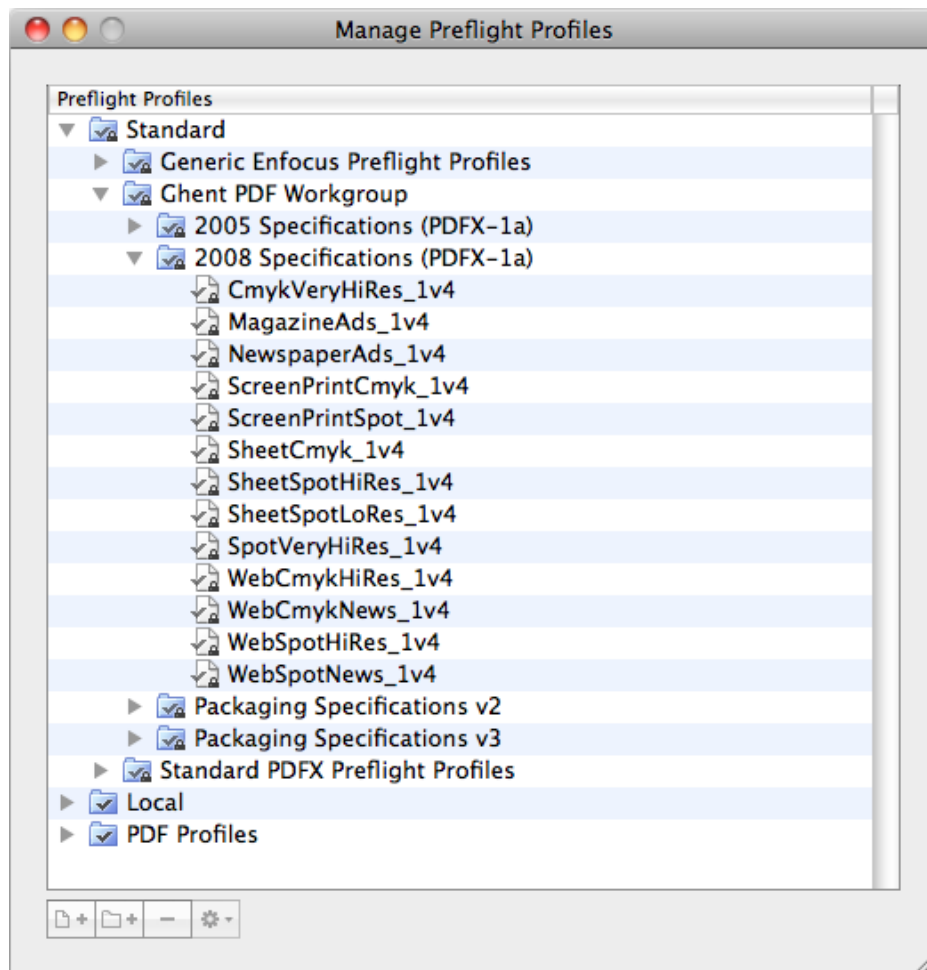 Manage Preflight Profiles
Preflight Profiles
Standard
Generic Enfocus Preflight Profiles
Ghent PDF Workgroup
2005 Specifications (PDFX-1a)
2008 Specifications (PDFX-1a)
CmykVeryHiRes_1v4
MagazineAds_1v4
NewspaperAds_1v4
ScreenPrintCmyk_1v4
ScreenPrintSpot_1v4
SheetCmyk_1v4
SheetSpotHiRes_1v4
SheetSpotLoRes_1v4
SpotVeryHiRes_1v4
WebCmykHiRes_1v4
WebCmykNews_1v4
WebSpotHiRes_1v4
WebSpotNews_1v4
Packaging Specifications v2
Packaging Specifications v3
Standard PDFX Preflight Profiles
Local
PDF Profiles